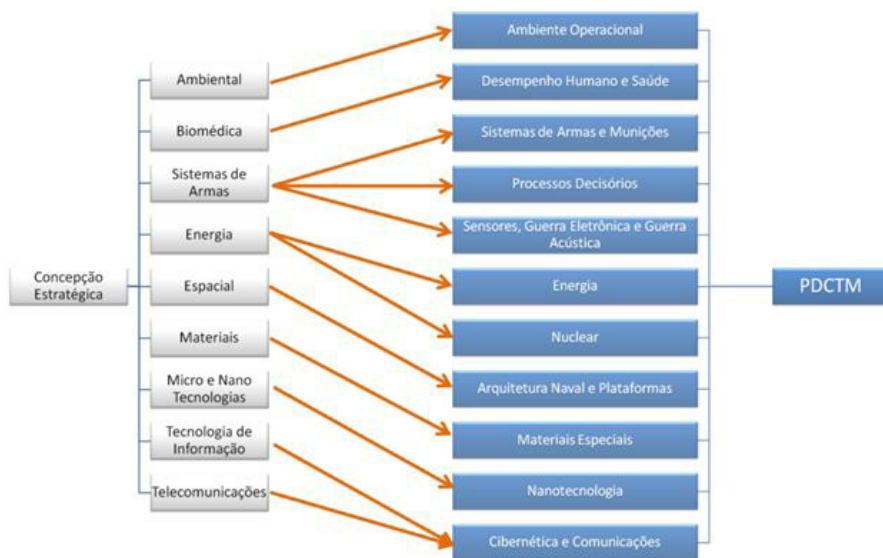 Concepção
Estratégica
Ambiental
Biomédica
Sistemas de
Armas
Energia
Espacial
Materiais
Micro e Nano
Tecnologias
Tecnologia de
Informação
Telecomunicações
Ambiente Operacional
Desempenho Humano e Saúde
Sistemas de Armas e Munições
Processos Decisórios
Sensores, Guerra Eletrônica e Guerra
Acústica
Energia
Nuclear
Arquitetura Naval e Plataformas
Materiais Especiais
Nanotecnologia
Cibernética e Comunicações
PDCTM